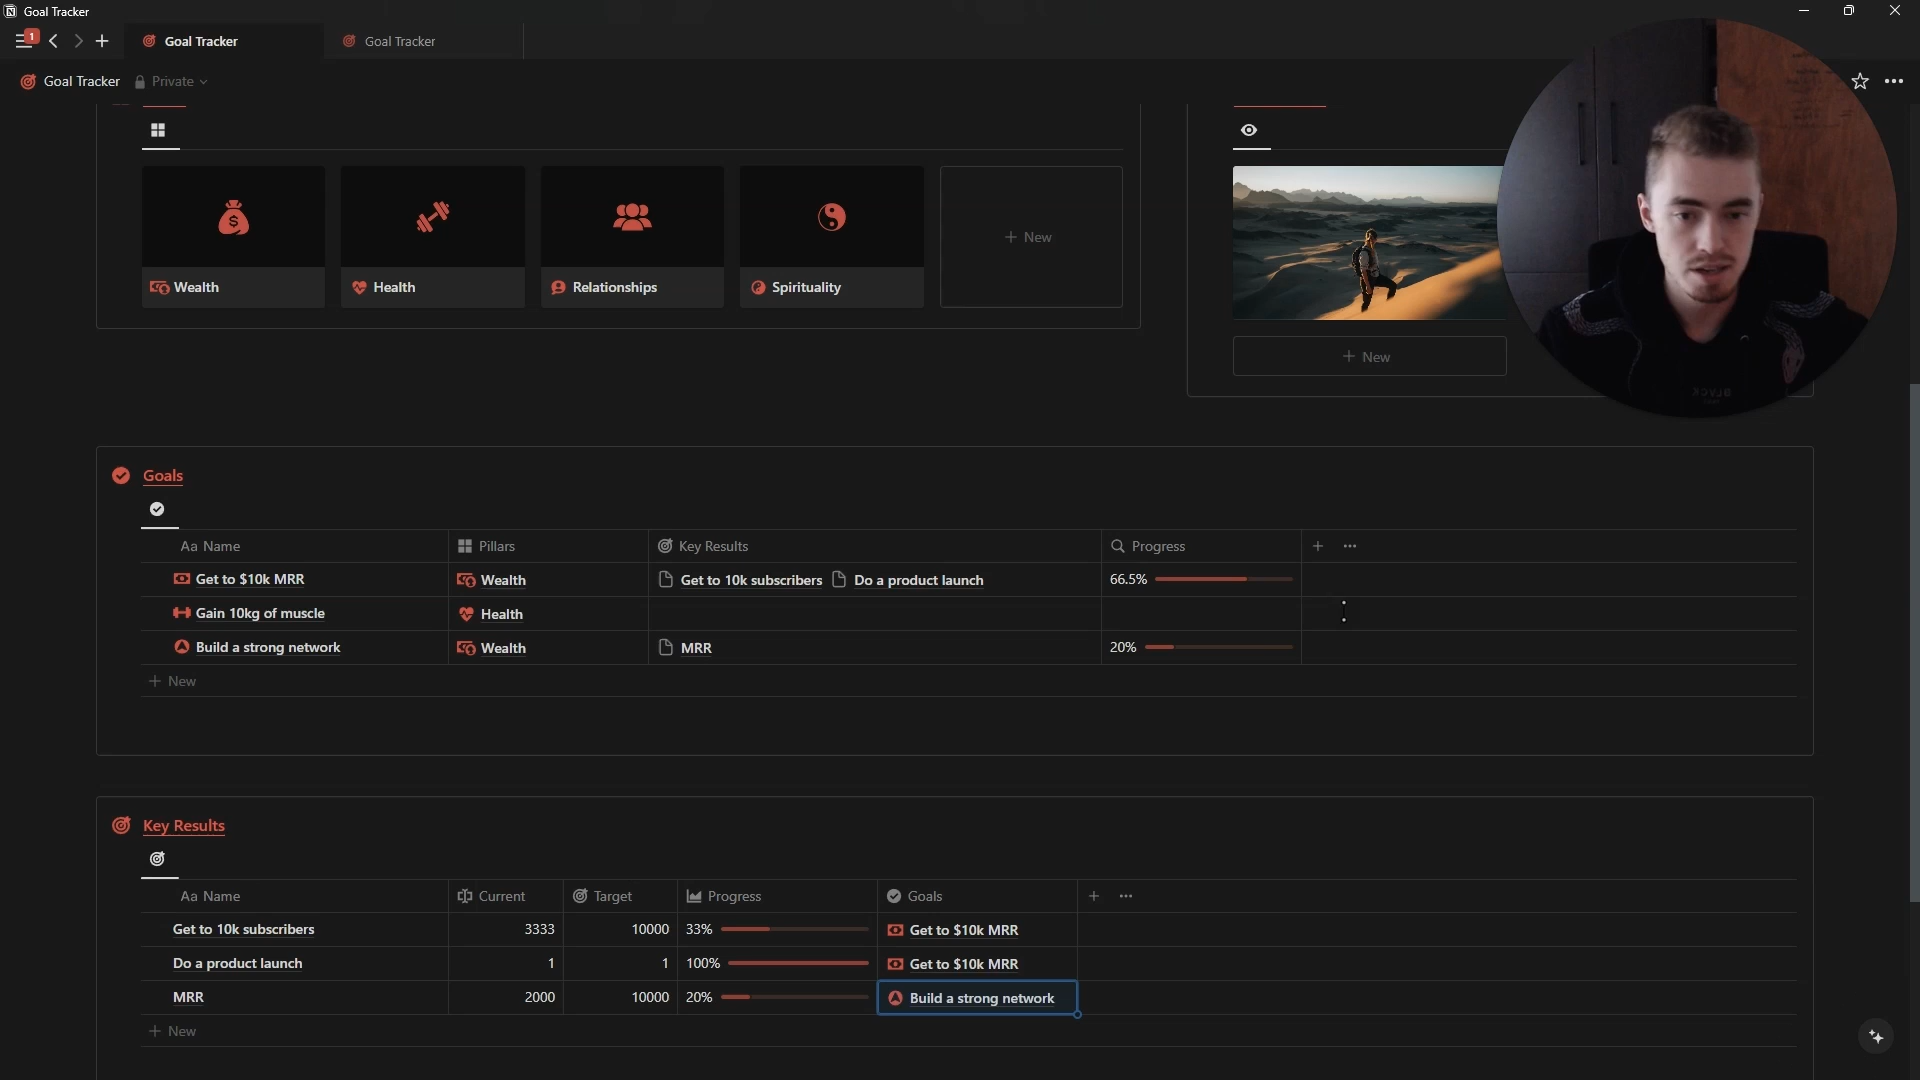 Goal Tracker
1
Goal Tracker
Goal Tracker
Goal Tracker Private
Wealth
Health
Relationships
Spirituality
+ New
+ New
Goals
Aa Name Pillars Key Results Progress
Get to $10k MRR Wealth Get to 10k subscribers Do a product launch 66.5%
Gain 10kg of muscle Health
Build a strong network Wealth MRR 20%
+ New
Key Results
Aa Name Current Target Progress Goals
Get to 10k subscribers 3333 10000 33% Get to $10k MRR
Do a product launch 1 1 100% Get to $10k MRR
MRR 2000 10000 20% Build a strong network
+ New